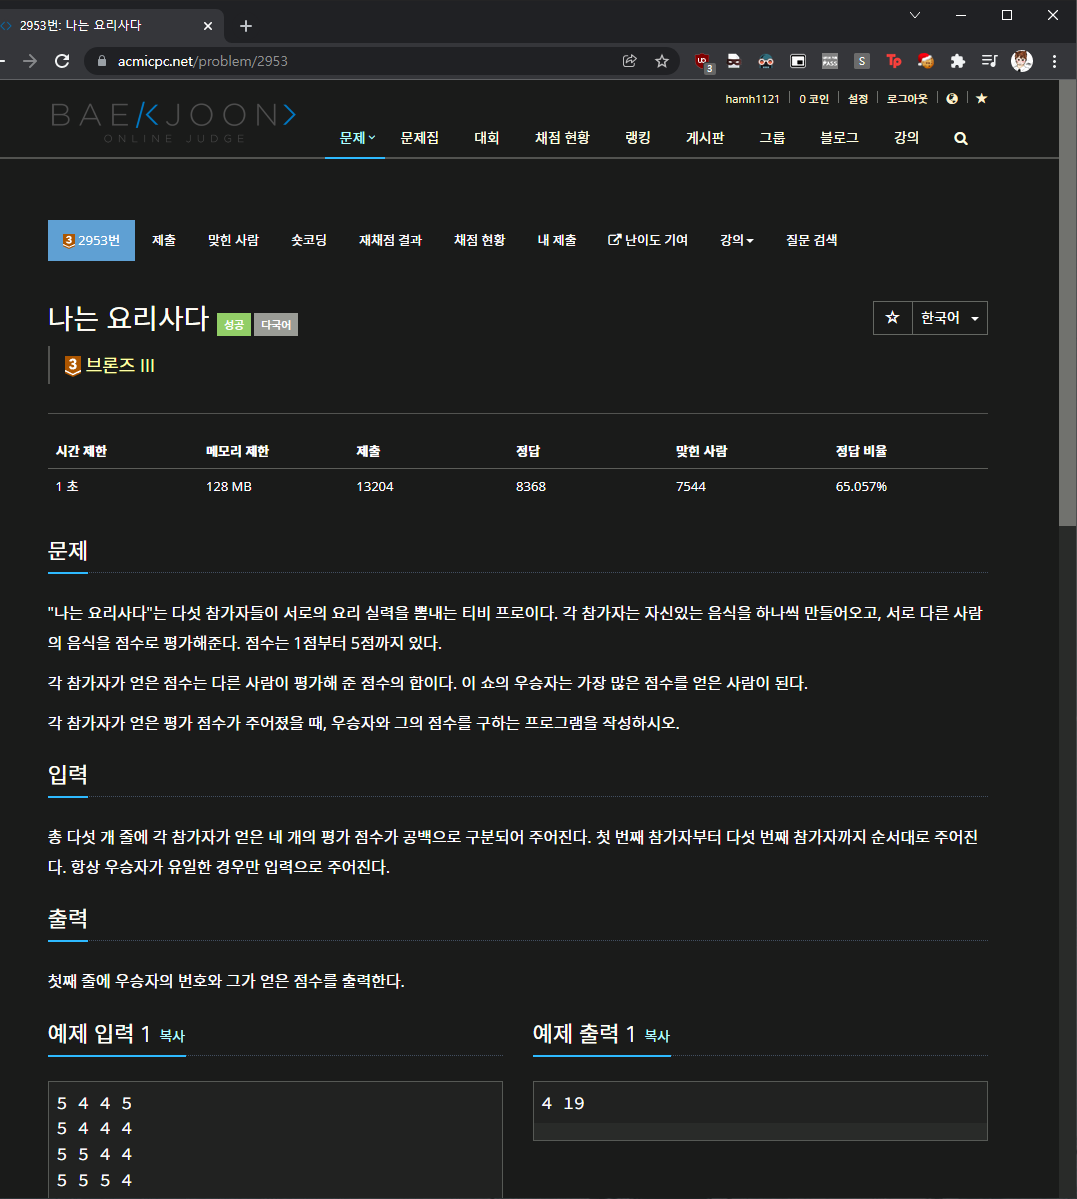 2953번: 나는 요리사다
acmicpc.net/problem/2953
UD 3 PASS S Tp
hamh1121 0 코인 설정 로그아웃
BAEKJOON>
ONLINE JUDGE
문제 문제집 대회 채점 현황 랭킹 게시판 그룹 블로그 강의
3 2953번 제출 맞힌 사람 숏코딩 재채점 결과 채점 현황 내 제출 난이도 기여 강의 질문 검색
나는 요리사다 성공 다국어 한국어
3 브론즈 III
시간 제한 메모리 제한 제출 정답 맞힌 사람 정답 비율
1 초 128 MB 13204 8368 7544 65.057%
문제
"나는 요리사다"는 다섯 참가자들이 서로의 요리 실력을 뽐내는 티비 프로이다. 각 참가자는 자신있는 음식을 하나씩 만들어오고, 서로 다른 사람
의 음식을 점수로 평가해준다. 점수는 1점부터 5점까지 있다.
각 참가자가 얻은 점수는 다른 사람이 평가해 준 점수의 합이다. 이 쇼의 우승자는 가장 많은 점수를 얻은 사람이 된다.
각 참가자가 얻은 평가 점수가 주어졌을 때, 우승자와 그의 점수를 구하는 프로그램을 작성하시오.
입력
총 다섯 개 줄에 각 참가자가 얻은 네 개의 평가 점수가 공백으로 구분되어 주어진다. 첫 번째 참가자부터 다섯 번째 참가자까지 순서대로 주어진
다. 항상 우승자가 유일한 경우만 입력으로 주어진다.
출력
첫째 줄에 우승자의 번호와 그가 얻은 점수를 출력한다.
예제 입력 1 복사
5 4 4 5
5 4 4 4
5 5 4 4
5 5 5 4
예제 출력 1 복사
4 19